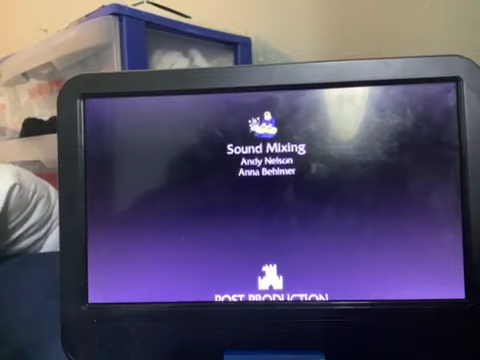 Sound Mixing
Andy Nelson
Anna Behlmer
POST PRODUCTION